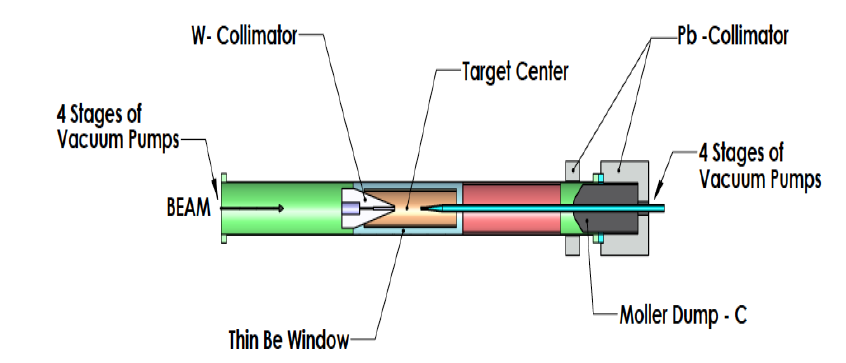 W- Collimator
Pb -Collimator
Target Center
4 Stages of
Vacuum Pumps
4 Stages of
Vacuum Pumps
BEAM
Moller Dump - C
Thin Be Window